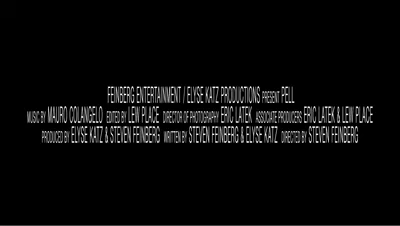 FEINBERG ENTERTAINMENT / ELYSE KATZ PRODUCTIONS PRESENT PELL
MUSIC BY MAURO COLANGELO EDITED BY LEW PLACE DIRECTOR OF PHOTOGRAPHY ERIC LATEK ASSOCIATE PRODUCERS ERIC LATEK & LEW PLACE
PRODUCED BY ELYSE KATZ & STEVEN FEINBERG WRITTEN BY STEVEN FEINBERG & ELYSE KATZ DIRECTED BY STEVEN FEINBERG